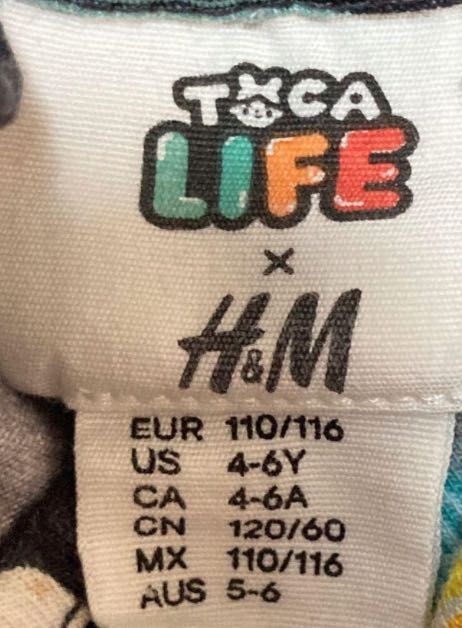 TOCA
LIFE
×
H&M
EUR 110/116
US 4-6Y
CA 4-6A
CN 120/60
MX 110/116
AUS 5-6